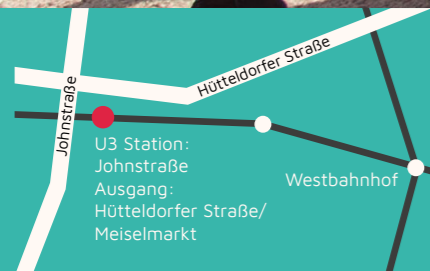 Hütteldorfer Straße
Johnstraße
U3 Station:
Johnstraße
Ausgang:
Hütteldorfer Straße/
Meiselmarkt
Westbahnhof